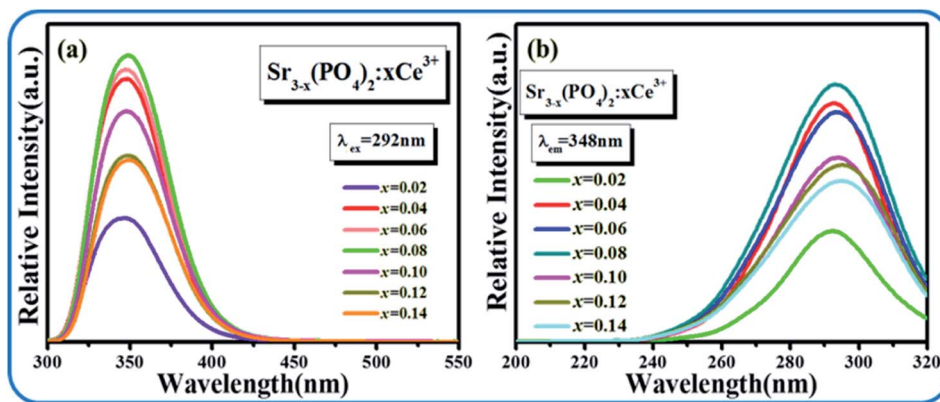 (a)
Sr₃₋ₓ(PO₄)₂:xCe³⁺
λex=292nm
x=0.02
x=0.04
x=0.06
x=0.08
x=0.10
x=0.12
x=0.14
Relative Intensity(a.u.)
300 350 400 450 500 550
Wavelength(nm)
(b)
Sr₃₋ₓ(PO₄)₂:xCe³⁺
λem=348nm
x=0.02
x=0.04
x=0.06
x=0.08
x=0.10
x=0.12
x=0.14
Relative Intensity(a.u.)
200 220 240 260 280 300 320
Wavelength(nm)